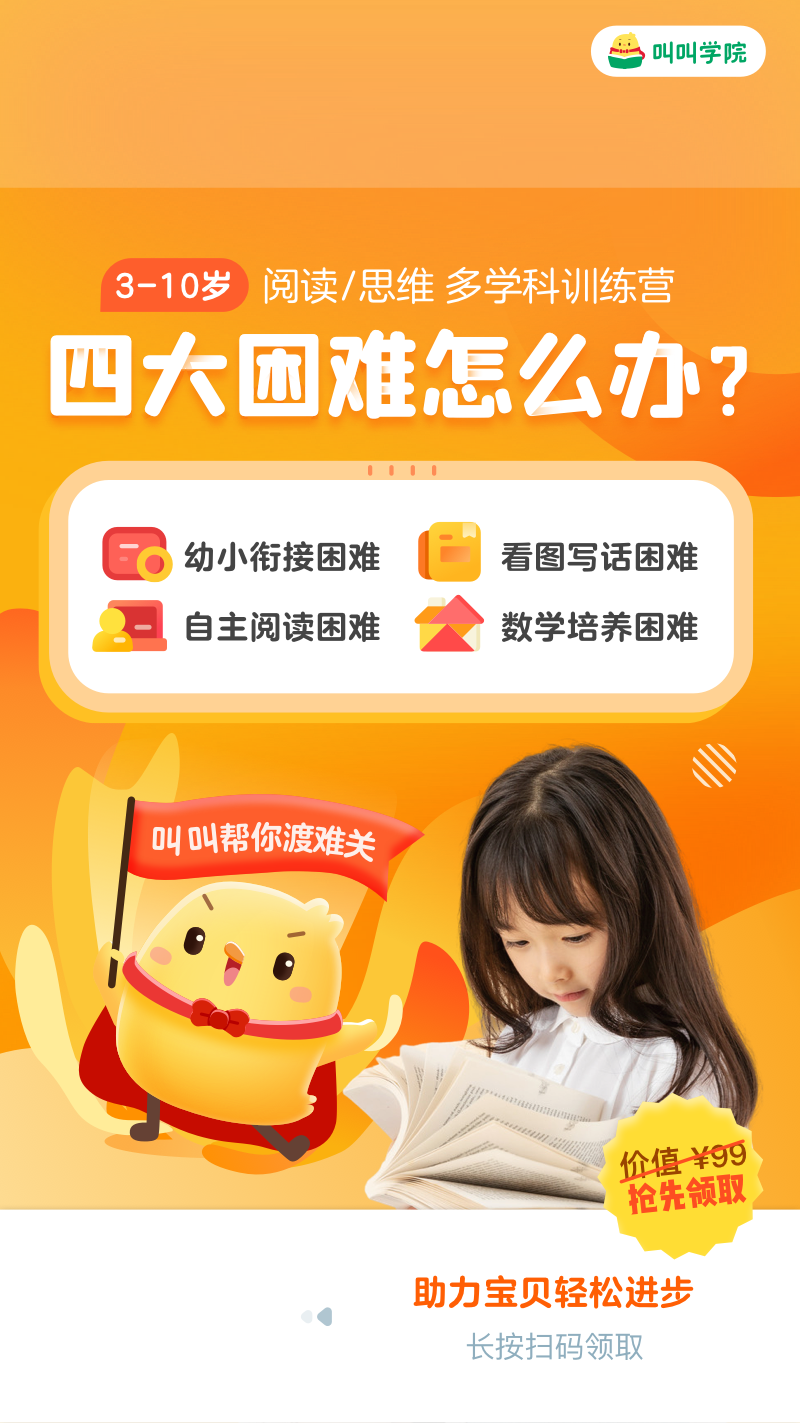 叫叫学院
3-10岁 阅读/思维 多学科训练营
四大困难怎么办?
幼小衔接困难 看图写话困难
自主阅读困难 数学培养困难
叫叫帮你渡难关
价值 ¥99
抢先领取
助力宝贝轻松进步
长按扫码领取